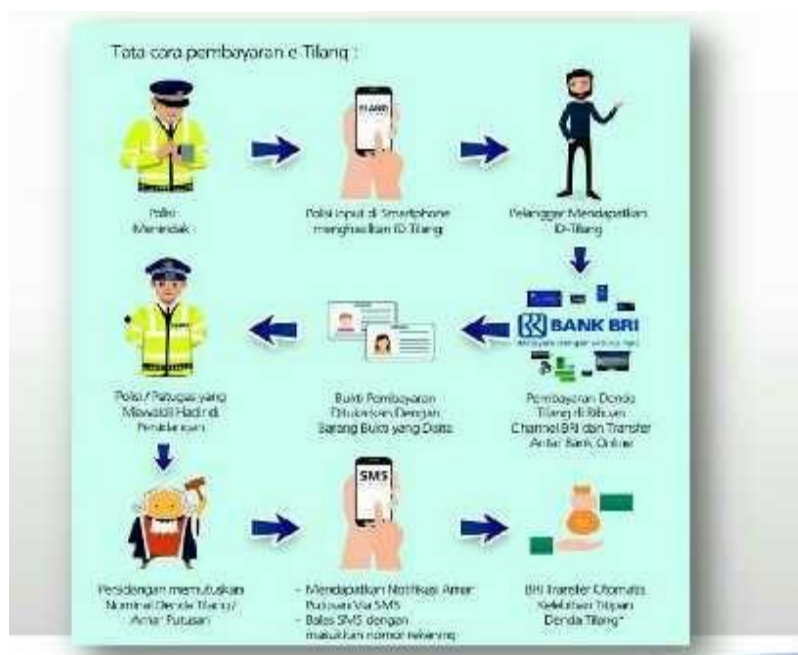 Tata cara pembayaran e-Tilang :
Polisi
Menindak
Polisi Input di Smartphone
menghasilkan ID Tilang
Pelanggar Mendapatkan
ID-Tilang
BANK BRI
Pembayaran Denda
Tilang di Ribuan
Channel BRI dan Transfer
Antar Bank Online
Bukti Pembayaran
Ditukarkan Dengan
Barang Bukti yang Disita
Polisi / Petugas yang
Mewakili Hadir di
Persidangan
Persidangan memutuskan
Nominal Denda Tilang /
Amar Putusan
SMS
- Mendapatkan Notifikasi Amar
Putusan Via SMS
- Balas SMS dengan
masukkan nomor rekening
BRI Transfer Otomatis
Kelebihan Titipan
Denda Tilang*